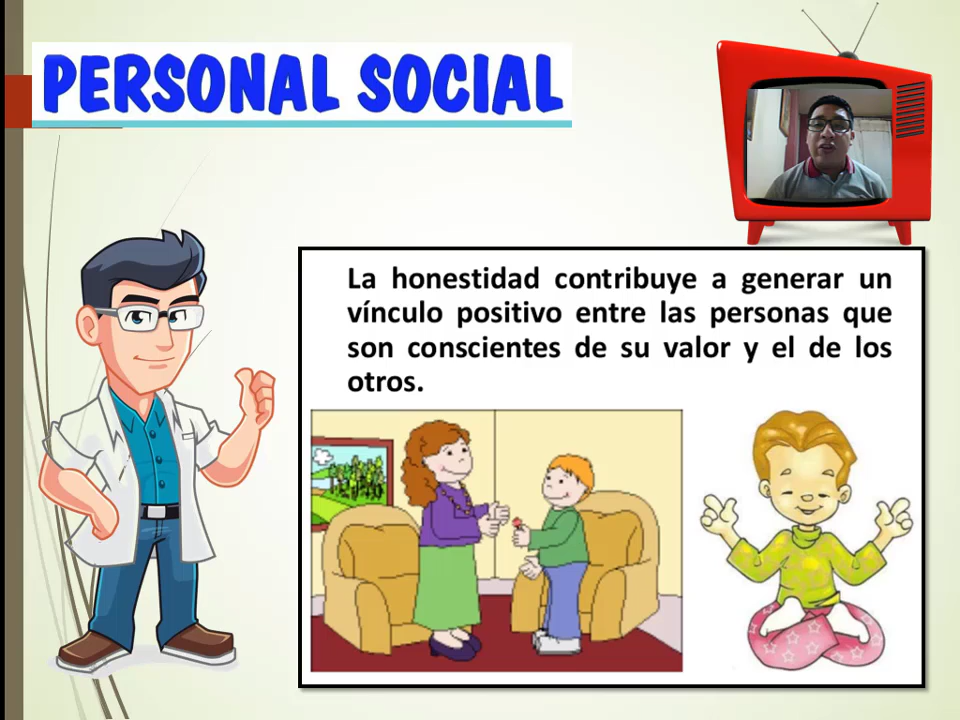 PERSONAL SOCIAL
La honestidad contribuye a generar un
vínculo positivo entre las personas que
son conscientes de su valor y el de los
otros.